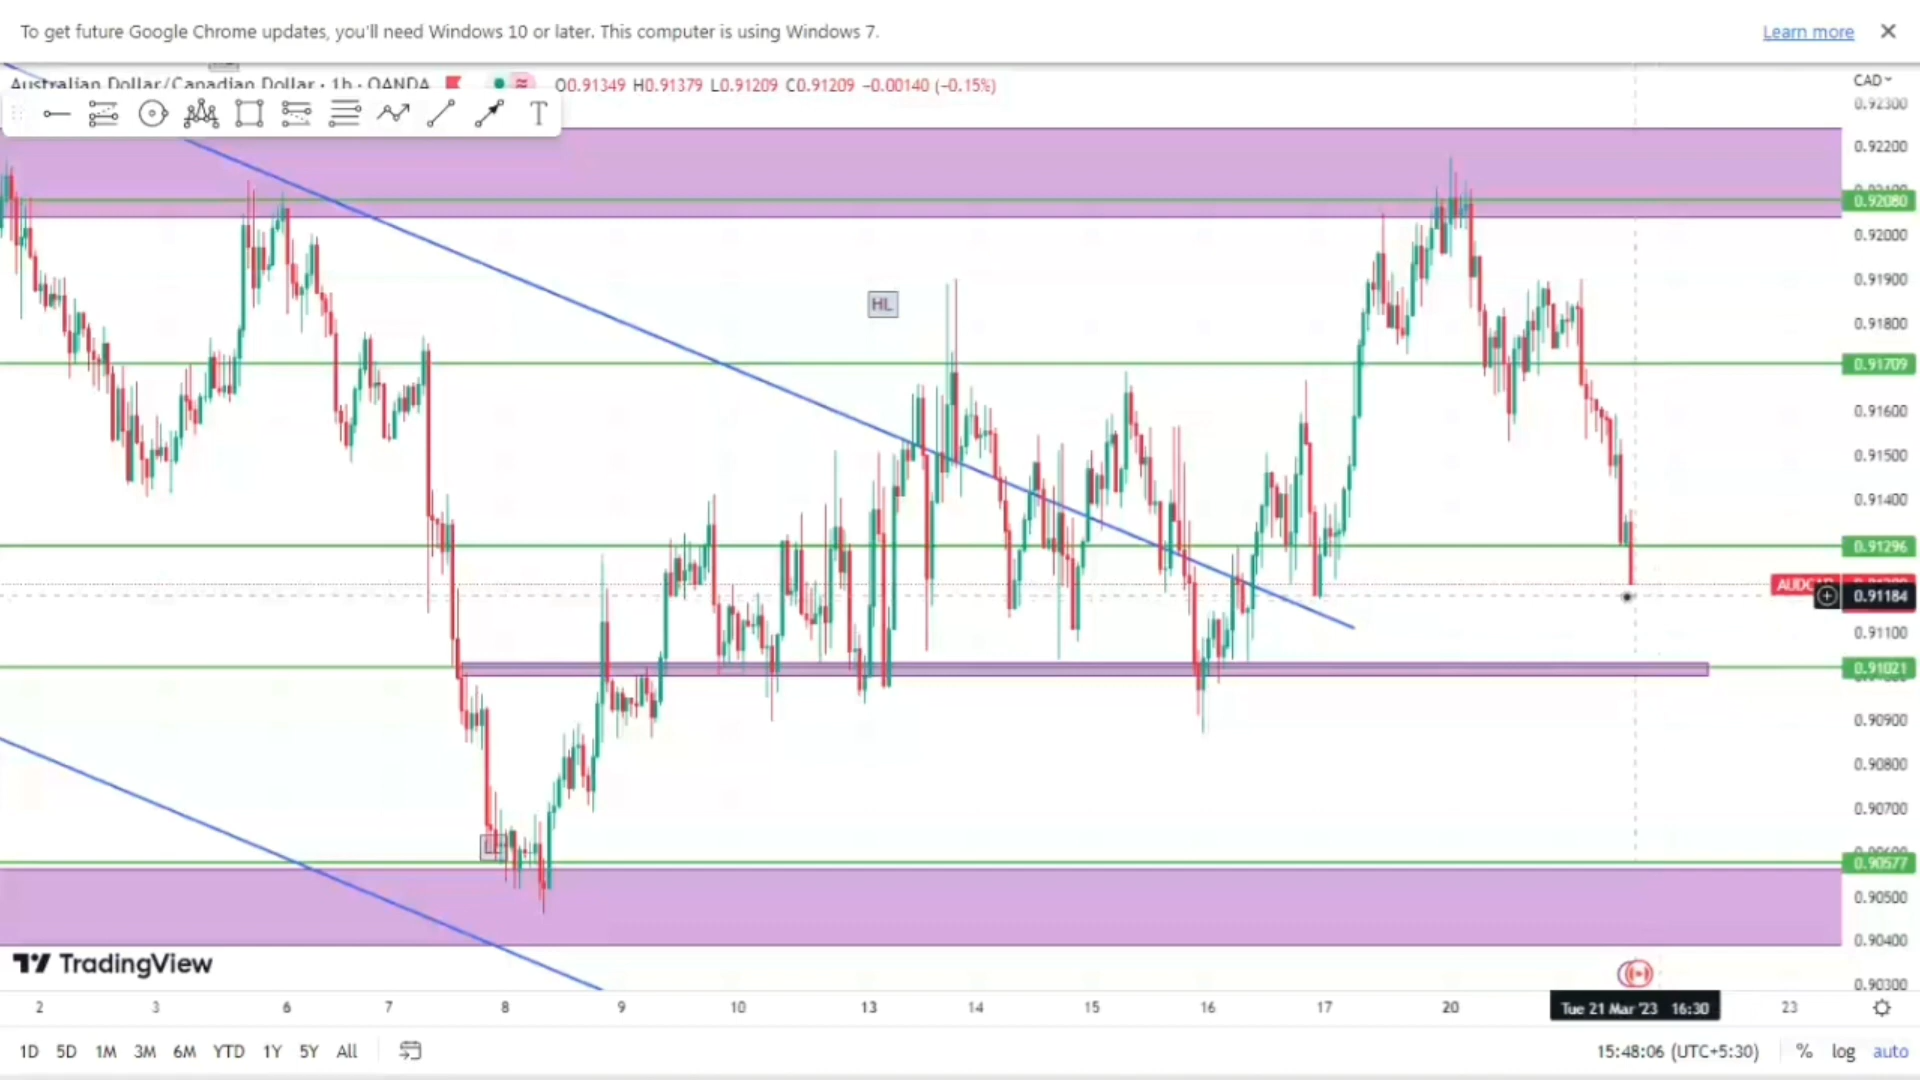 To get future Google Chrome updates, you'll need Windows 10 or later. This computer is using Windows 7.
Learn more
Australian Dollar/Canadian Dollar · 1h · OANDA
O0.91349 H0.91379 L0.91209 C0.91209 −0.00140 (−0.15%)
CAD
0.92300
0.92200
0.92080
0.92000
0.91900
HL
0.91800
0.91709
0.91600
0.91500
0.91400
0.91296
0.91184
0.91100
0.91021
0.90900
0.90800
0.90700
0.90577
0.90500
0.90400
0.90300
TradingView
2 3 6 7 8 9 10 13 14 15 16 17 20 Tue 21 Mar '23 16:30 23
1D 5D 1M 3M 6M YTD 1Y 5Y All
15:48:06 (UTC+5:30) % log auto